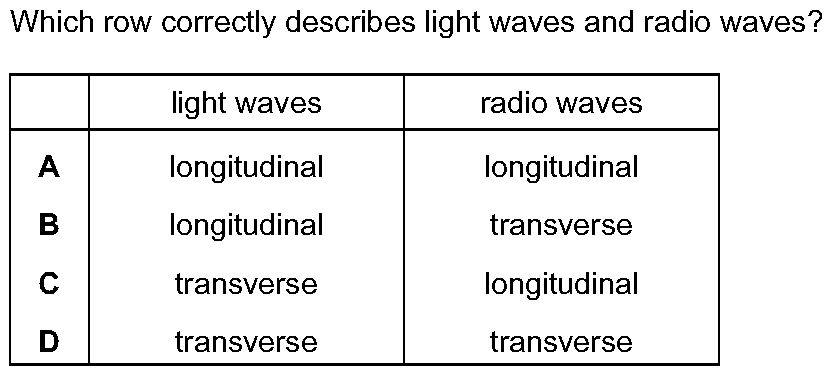 Which row correctly describes light waves and radio waves?
light waves radio waves
A longitudinal longitudinal
B longitudinal transverse
C transverse longitudinal
D transverse transverse